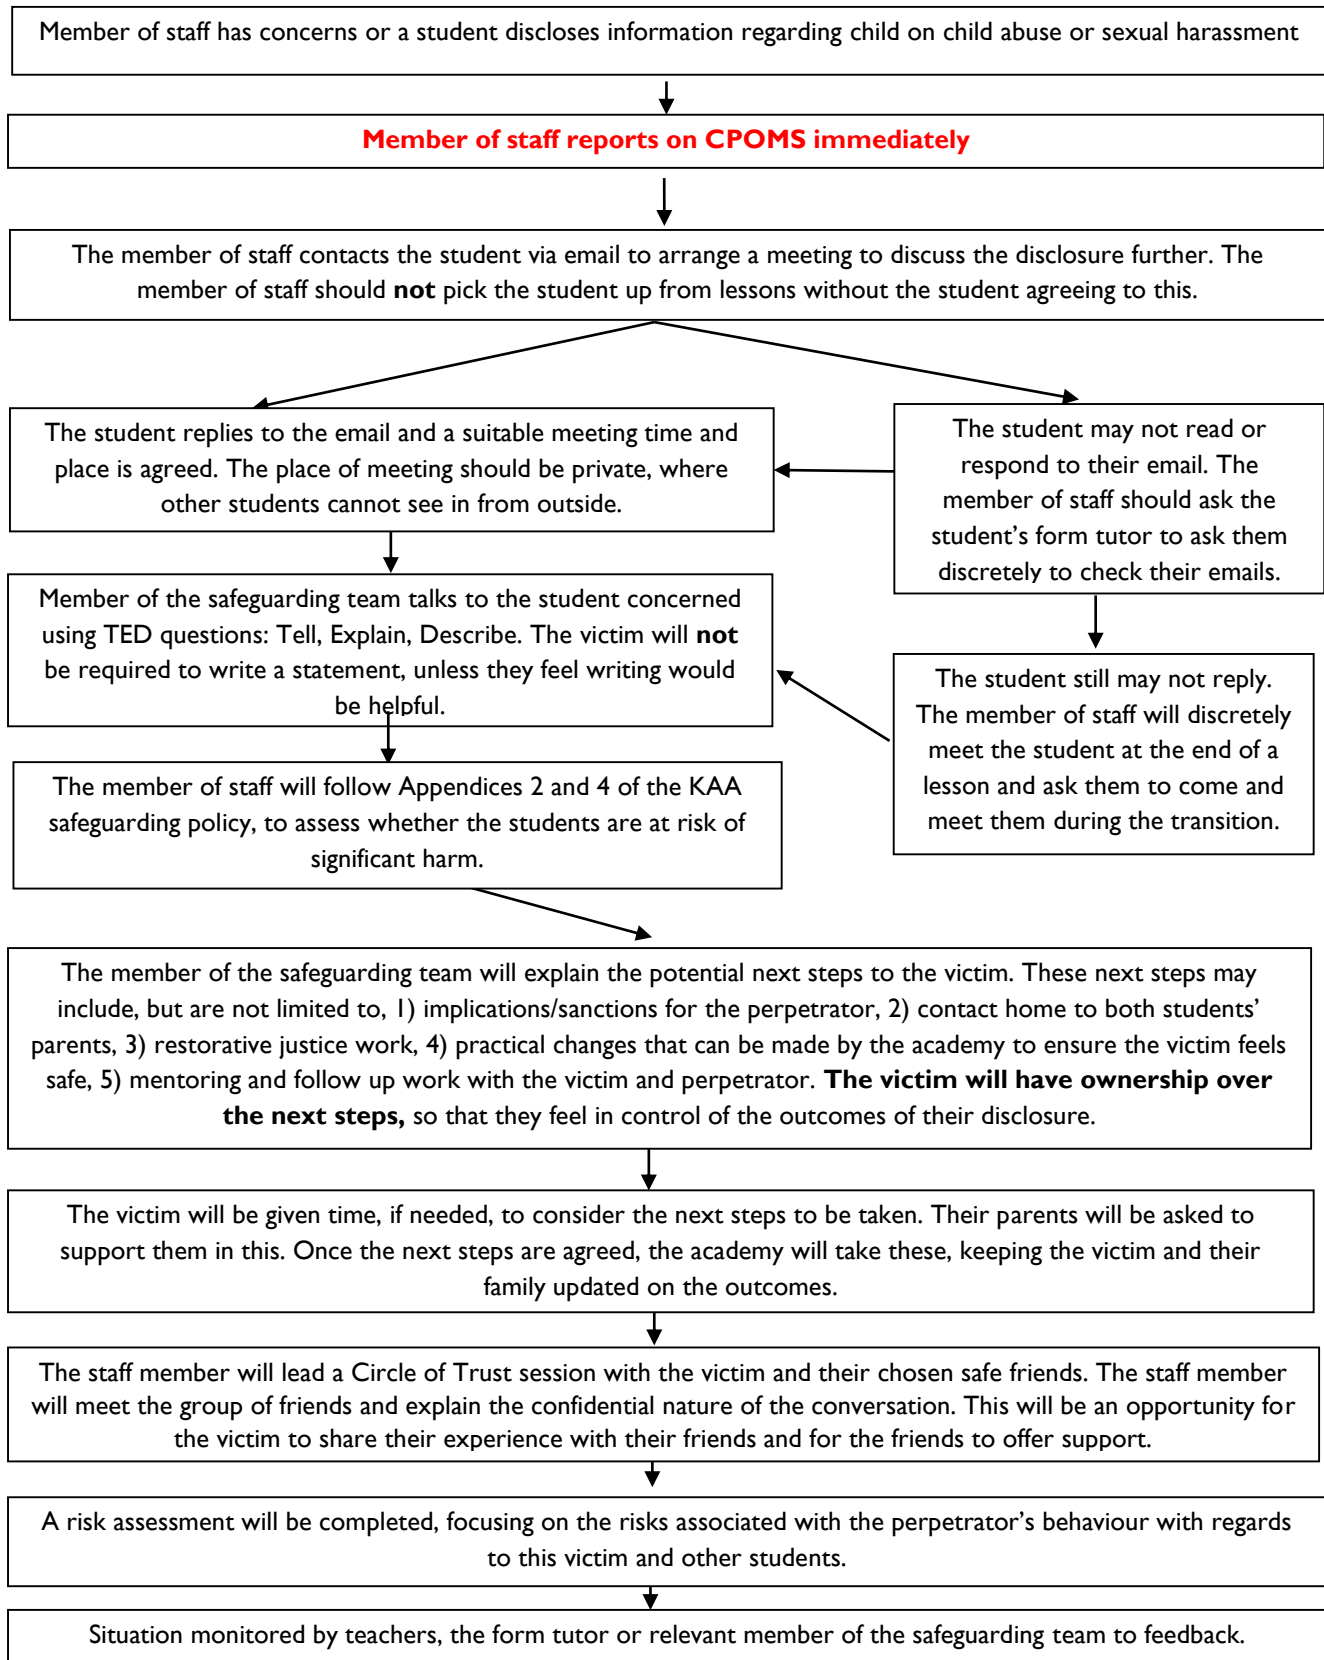 Member of staff has concerns or a student discloses information regarding child on child abuse or sexual harassment
Member of staff reports on CPOMS immediately
The member of staff contacts the student via email to arrange a meeting to discuss the disclosure further. The
member of staff should not pick the student up from lessons without the student agreeing to this.
The student replies to the email and a suitable meeting time and
place is agreed. The place of meeting should be private, where
other students cannot see in from outside.
The student may not read or
respond to their email. The
member of staff should ask the
student's form tutor to ask them
discretely to check their emails.
Member of the safeguarding team talks to the student concerned
using TED questions: Tell, Explain, Describe. The victim will not
be required to write a statement, unless they feel writing would
be helpful.
The student still may not reply.
The member of staff will discretely
meet the student at the end of a
lesson and ask them to come and
meet them during the transition.
The member of staff will follow Appendices 2 and 4 of the KAA
safeguarding policy, to assess whether the students are at risk of
significant harm.
The member of the safeguarding team will explain the potential next steps to the victim. These next steps may
include, but are not limited to, 1) implications/sanctions for the perpetrator, 2) contact home to both students'
parents, 3) restorative justice work, 4) practical changes that can be made by the academy to ensure the victim feels
safe, 5) mentoring and follow up work with the victim and perpetrator. The victim will have ownership over
the next steps, so that they feel in control of the outcomes of their disclosure.
The victim will be given time, if needed, to consider the next steps to be taken. Their parents will be asked to
support them in this. Once the next steps are agreed, the academy will take these, keeping the victim and their
family updated on the outcomes.
The staff member will lead a Circle of Trust session with the victim and their chosen safe friends. The staff member
will meet the group of friends and explain the confidential nature of the conversation. This will be an opportunity for
the victim to share their experience with their friends and for the friends to offer support.
A risk assessment will be completed, focusing on the risks associated with the perpetrator's behaviour with regards
to this victim and other students.
Situation monitored by teachers, the form tutor or relevant member of the safeguarding team to feedback.